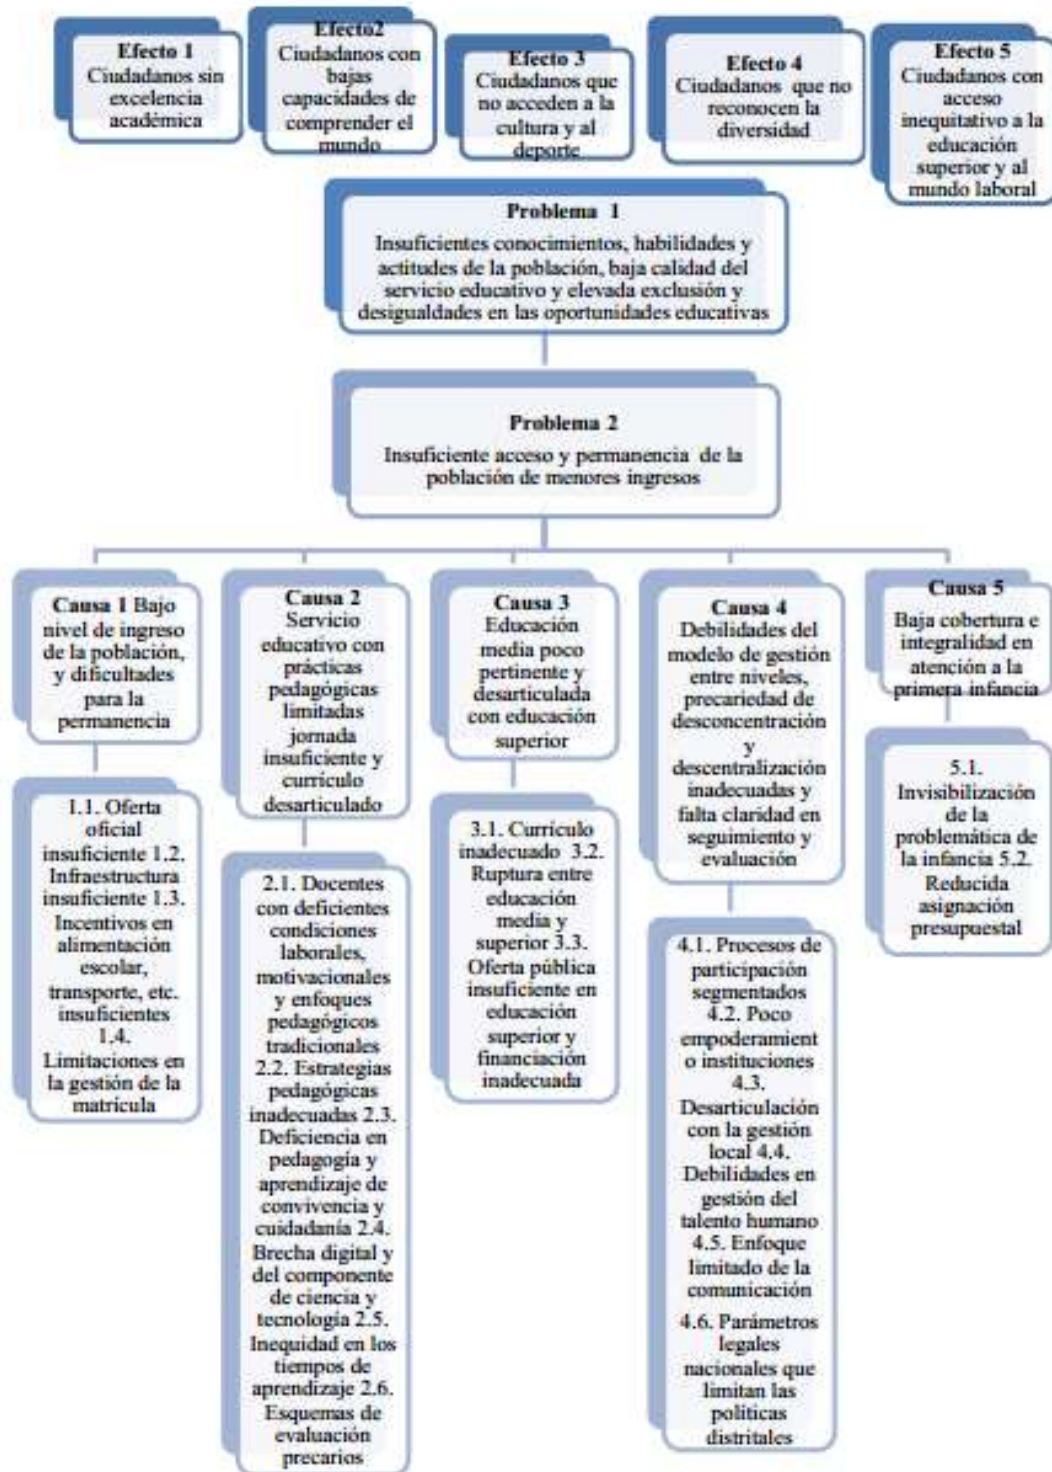 Efecto 1
Ciudadanos sin
excelencia
académica
Efecto2
Ciudadanos con
bajas
capacidades de
comprender el
mundo
Efecto 3
Ciudadanos que
no acceden a la
cultura y al
deporte
Efecto 4
Ciudadanos que no
reconocen la
diversidad
Efecto 5
Ciudadanos con
acceso
inequitativo a la
educación
superior y al
mundo laboral
Problema 1
Insuficientes conocimientos, habilidades y
actitudes de la población, baja calidad del
servicio educativo y elevada exclusión y
desigualdades en las oportunidades educativas
Problema 2
Insuficiente acceso y permanencia de la
población de menores ingresos
Causa 1 Bajo
nivel de ingreso
de la población,
y dificultades
para la
permanencia
Causa 2
Servicio
educativo con
prácticas
pedagógicas
limitadas
jornada
insuficiente y
currículo
desarticulado
Causa 3
Educación
media poco
pertinente y
desarticulada
con educación
superior
Causa 4
Debilidades del
modelo de gestión
entre niveles,
precariedad de
desconcentración
y
descentralización
inadecuadas y
falta claridad en
seguimiento y
evaluación
Causa 5
Baja cobertura e
integralidad en
atención a la
primera infancia
1.1. Oferta
oficial
insuficiente 1.2.
Infraestructura
insuficiente 1.3.
Incentivos en
alimentación
escolar,
transporte, etc.
insuficientes
1.4.
Limitaciones en
la gestión de la
matrícula
2.1. Docentes
con deficientes
condiciones
laborales,
motivacionales
y enfoques
pedagógicos
tradicionales
2.2. Estrategias
pedagógicas
inadecuadas 2.3.
Deficiencia en
pedagogía y
aprendizaje de
convivencia y
cuidadanía 2.4.
Brecha digital y
del componente
de ciencia y
tecnología 2.5.
Inequidad en los
tiempos de
aprendizaje 2.6.
Esquemas de
evaluación
precarios
3.1. Currículo
inadecuado 3.2.
Ruptura entre
educación
media y
superior 3.3.
Oferta pública
insuficiente en
educación
superior y
financiación
inadecuada
4.1. Procesos de
participación
segmentados
4.2. Poco
empoderamient
o instituciones
4.3.
Desarticulación
con la gestión
local 4.4.
Debilidades en
gestión del
talento humano
4.5. Enfoque
limitado de la
comunicación
4.6. Parámetros
legales
nacionales que
limitan las
políticas
distritales
5.1.
Invisibilización
de la
problemática de
la infancia 5.2.
Reducida
asignación
presupuestal